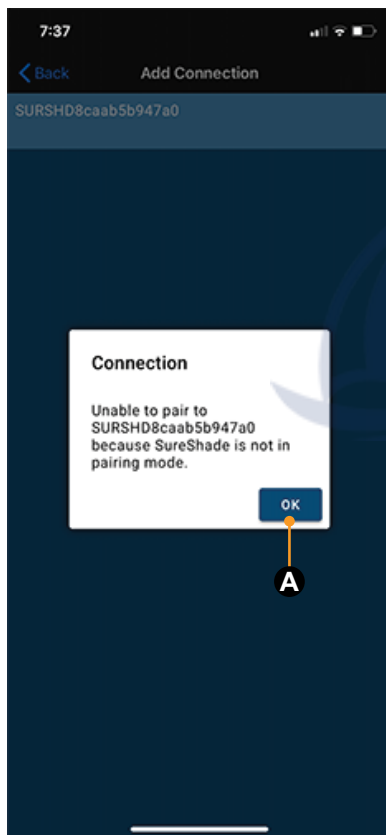 7:37
Back Add Connection
SURSHD8caab5b947a0
Connection
Unable to pair to
SURSHD8caab5b947a0
because SureShade is not in
pairing mode.
OK
A